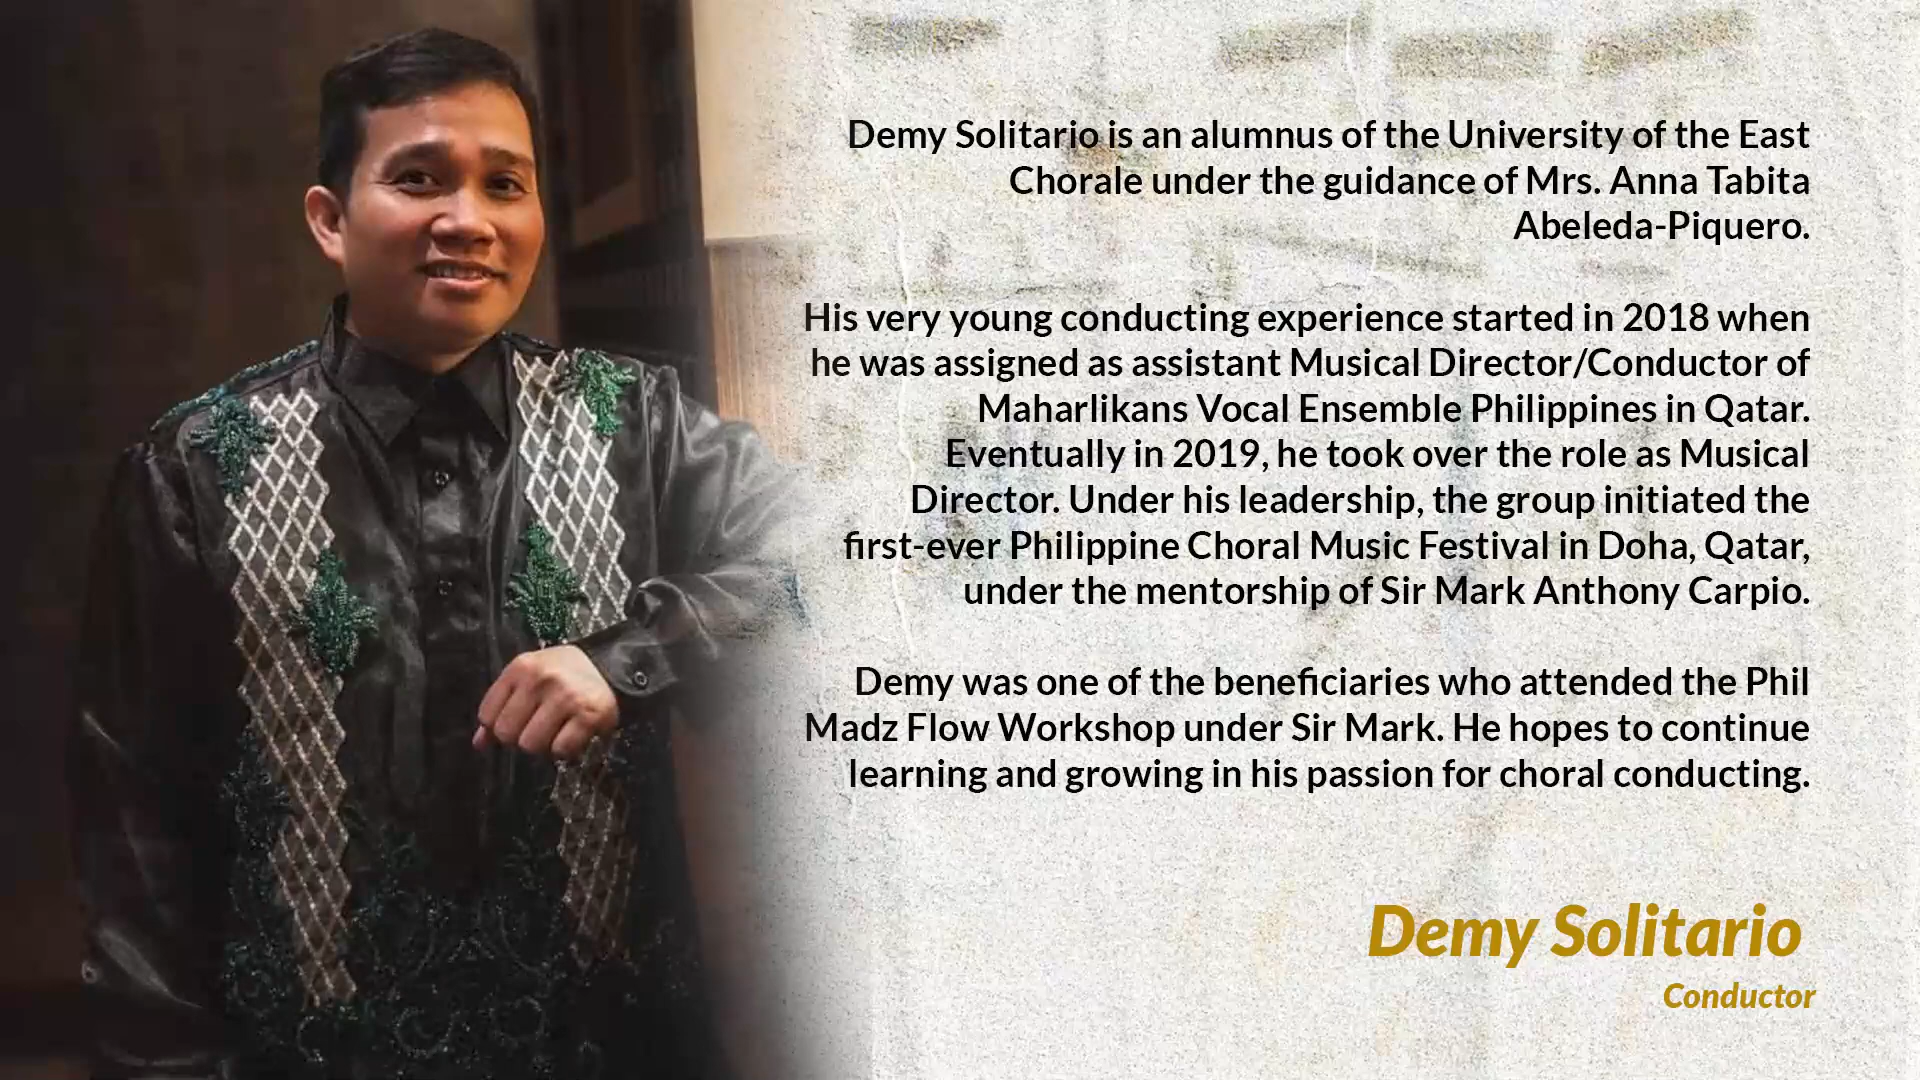 Demy Solitario is an alumnus of the University of the East
Chorale under the guidance of Mrs. Anna Tabita
Abeleda-Piquero.
His very young conducting experience started in 2018 when
he was assigned as assistant Musical Director/Conductor of
Maharlikans Vocal Ensemble Philippines in Qatar.
Eventually in 2019, he took over the role as Musical
Director. Under his leadership, the group initiated the
first-ever Philippine Choral Music Festival in Doha, Qatar,
under the mentorship of Sir Mark Anthony Carpio.
Demy was one of the beneficiaries who attended the Phil
Madz Flow Workshop under Sir Mark. He hopes to continue
learning and growing in his passion for choral conducting.
Demy Solitario
Conductor